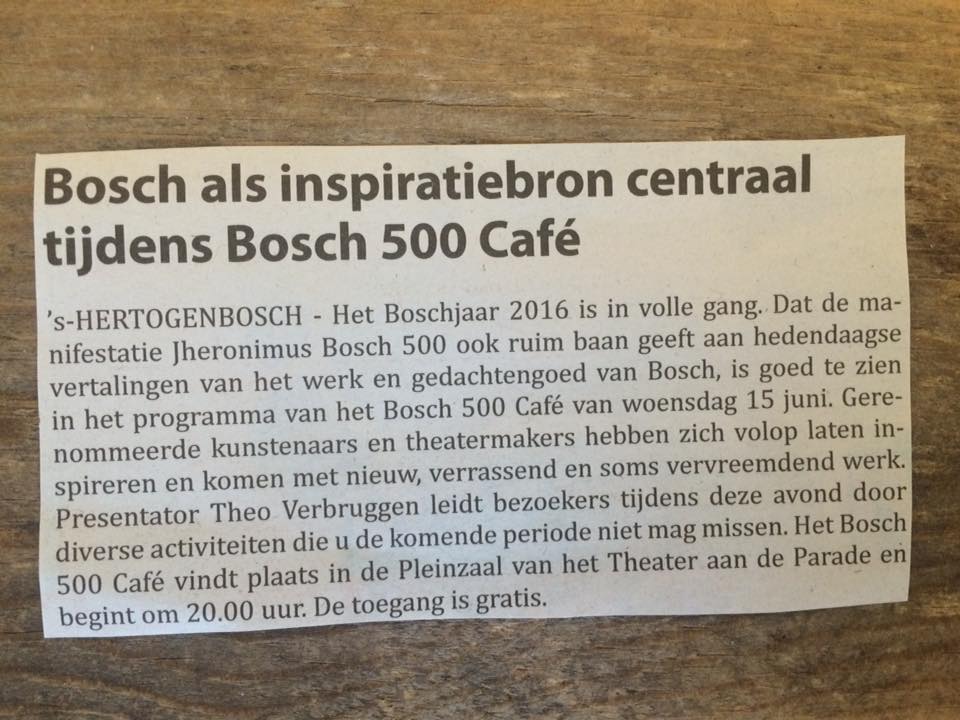 Bosch als inspiratiebron centraal
tijdens Bosch 500 Café
’s-HERTOGENBOSCH - Het Boschjaar 2016 is in volle gang. Dat de ma-
nifestatie Jheronimus Bosch 500 ook ruim baan geeft aan hedendaagse
vertalingen van het werk en gedachtengoed van Bosch, is goed te zien
in het programma van het Bosch 500 Café van woensdag 15 juni. Gere-
nommeerde kunstenaars en theatermakers hebben zich volop laten in-
spireren en komen met nieuw, verrassend en soms vervreemdend werk.
Presentator Theo Verbruggen leidt bezoekers tijdens deze avond door
diverse activiteiten die u de komende periode niet mag missen. Het Bosch
500 Café vindt plaats in de Pleinzaal van het Theater aan de Parade en
begint om 20.00 uur. De toegang is gratis.